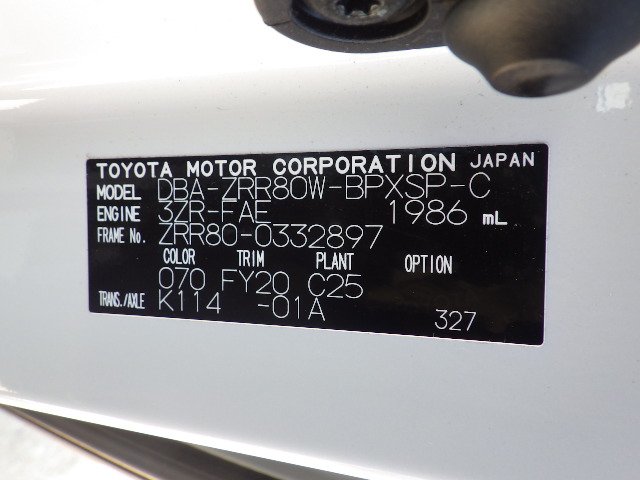 TOYOTA MOTOR CORPORATION JAPAN
MODEL DBA-ZRR80W-BPXSP-C
ENGINE 3ZR-FAE 1986 mL
FRAME No. ZRR80-0332897
COLOR TRIM PLANT OPTION
070 FY20 C25
TRANS./AXLE K114 -01A
327